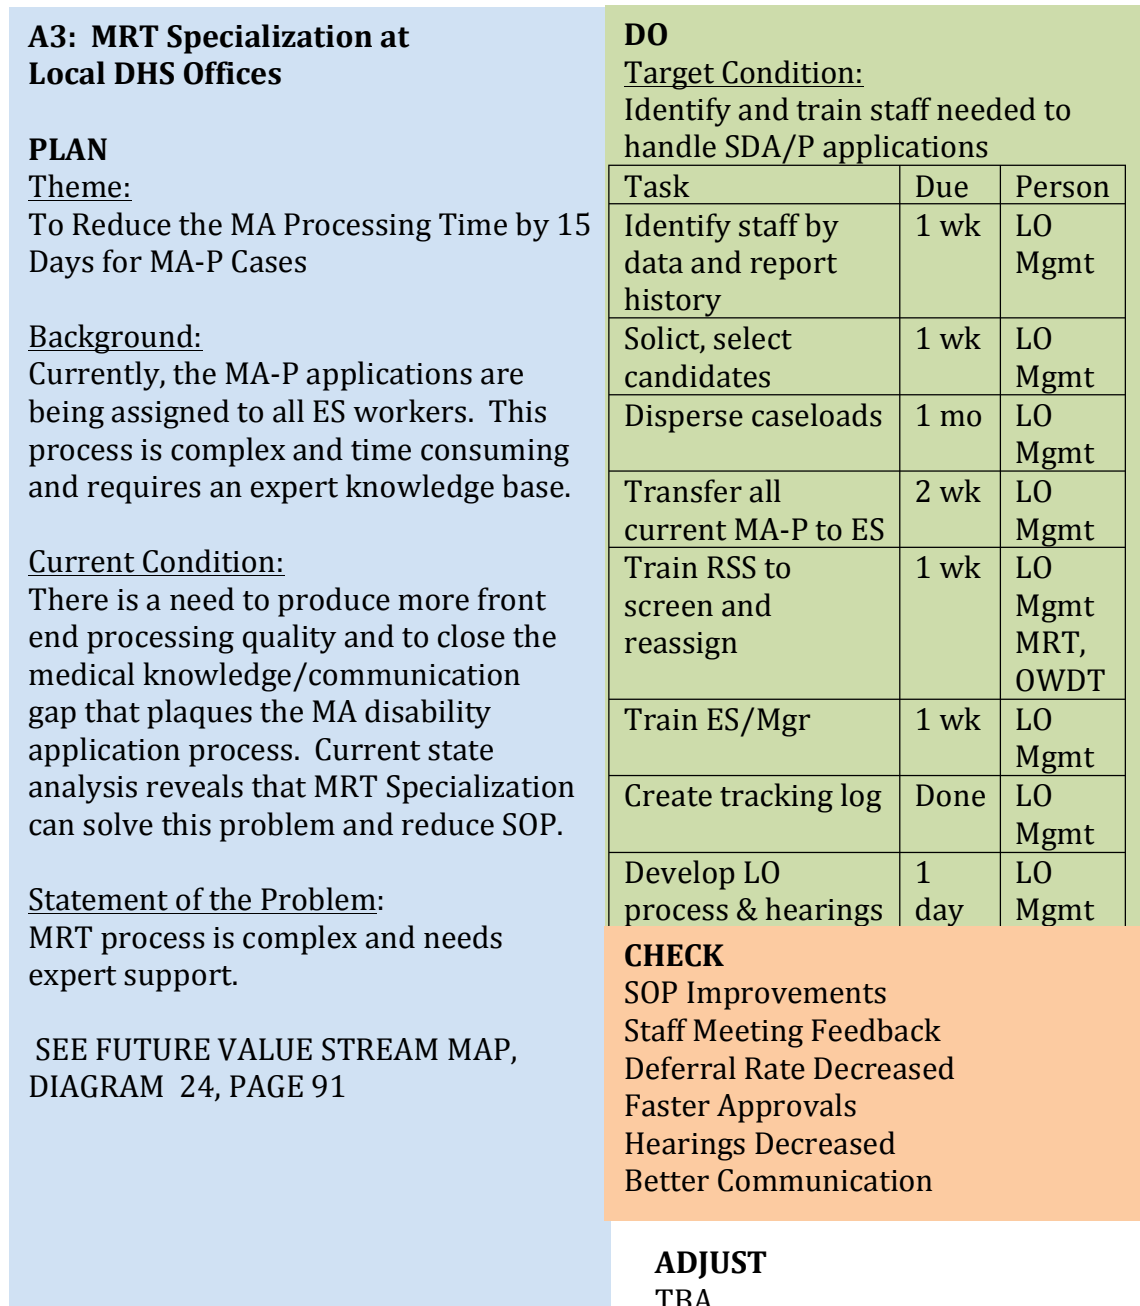 A3: MRT Specialization at
Local DHS Offices
PLAN
Theme:
To Reduce the MA Processing Time by 15
Days for MA-P Cases
Background:
Currently, the MA-P applications are
being assigned to all ES workers. This
process is complex and time consuming
and requires an expert knowledge base.
Current Condition:
There is a need to produce more front
end processing quality and to close the
medical knowledge/communication
gap that plaques the MA disability
application process. Current state
analysis reveals that MRT Specialization
can solve this problem and reduce SOP.
Statement of the Problem:
MRT process is complex and needs
expert support.
SEE FUTURE VALUE STREAM MAP,
DIAGRAM 24, PAGE 91
DO
Target Condition:
Identify and train staff needed to
handle SDA/P applications
Task Due Person
Identify staff by 1 wk LO
data and report Mgmt
history
Solict, select 1 wk LO
candidates Mgmt
Disperse caseloads 1 mo LO
Mgmt
Transfer all 2 wk LO
current MA-P to ES Mgmt
Train RSS to 1 wk LO
screen and Mgmt
reassign MRT,
OWDT
Train ES/Mgr 1 wk LO
Mgmt
Create tracking log Done LO
Mgmt
Develop LO 1 LO
process & hearings day Mgmt
CHECK
SOP Improvements
Staff Meeting Feedback
Deferral Rate Decreased
Faster Approvals
Hearings Decreased
Better Communication
ADJUST
TBA